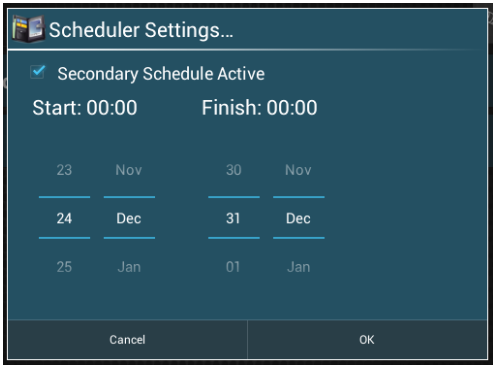 Scheduler Settings...
Secondary Schedule Active
Start: 00:00 Finish: 00:00
23 Nov 30 Nov
24 Dec 31 Dec
25 Jan 01 Jan
Cancel OK